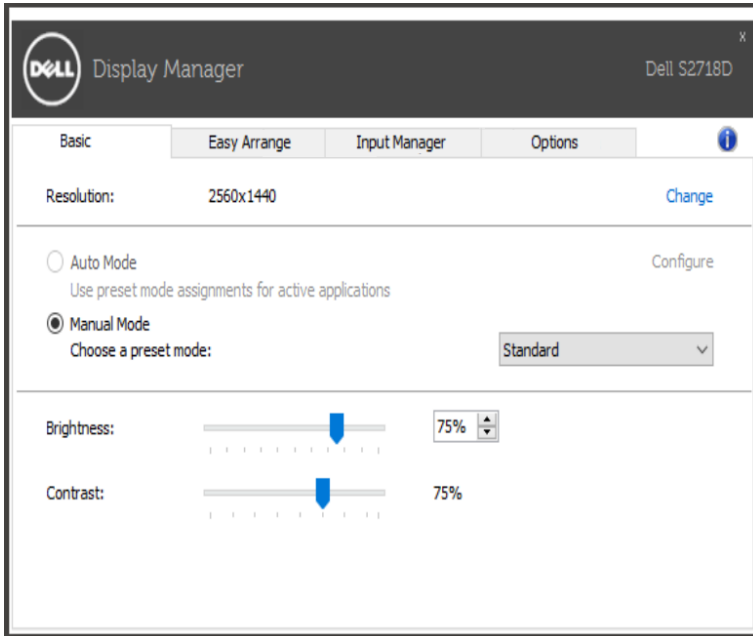 x
DELL Display Manager Dell S2718D
Basic Easy Arrange Input Manager Options i
Resolution: 2560x1440 Change
Auto Mode Configure
Use preset mode assignments for active applications
Manual Mode
Choose a preset mode: Standard
Brightness: 75%
Contrast: 75%